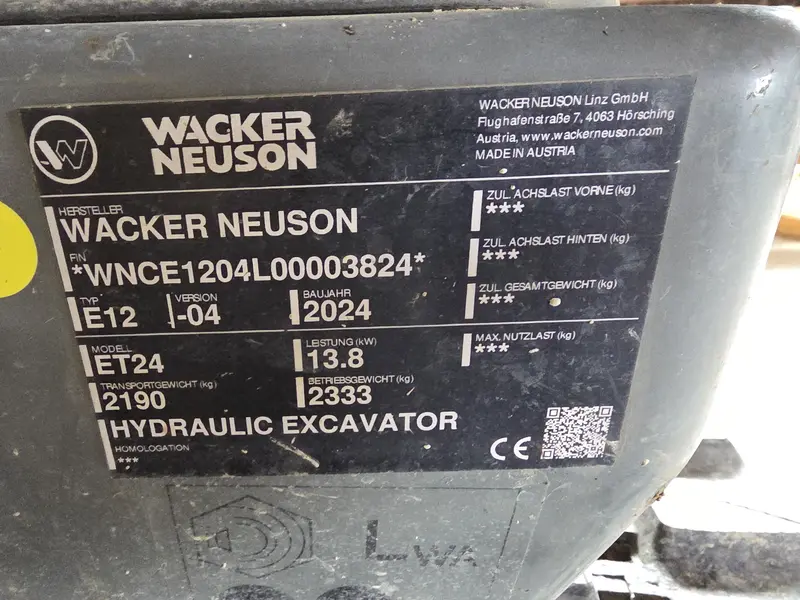 W
WACKER
NEUSON
WACKER NEUSON Linz GmbH
Flughafenstraße 7, 4063 Hörsching
Austria, www.wackerneuson.com
MADE IN AUSTRIA
HERSTELLER
WACKER NEUSON
FIN
*WNCE1204L00003824*
TYP
E12
VERSION
-04
BAUJAHR
2024
MODELL
ET24
LEISTUNG (kW)
13.8
TRANSPORTGEWICHT (kg)
2190
BETRIEBSGEWICHT (kg)
2333
HYDRAULIC EXCAVATOR
HOMOLOGATION
***
ZUL. ACHSLAST VORNE (kg)
***
ZUL. ACHSLAST HINTEN (kg)
***
ZUL. GESAMTGEWICHT (kg)
***
MAX. NUTZLAST (kg)
***
CE
LWA